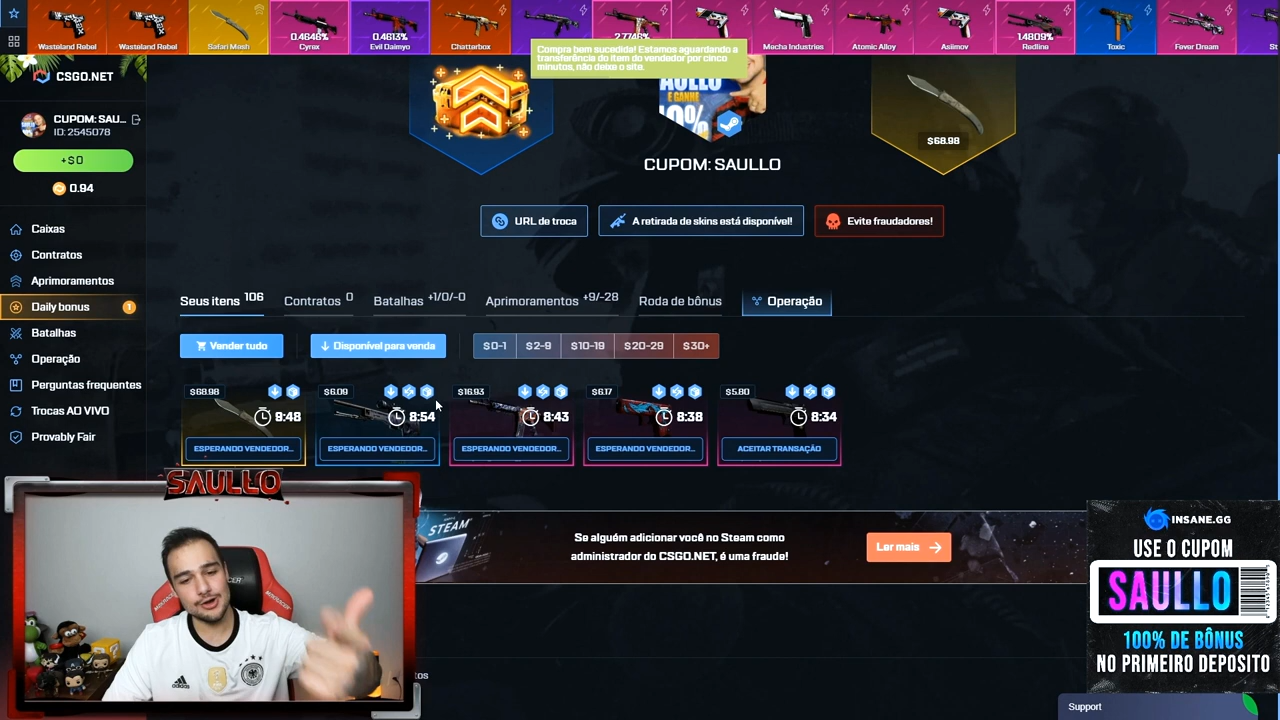 Wasteland Rebel
Wasteland Rebel
Safari Mesh
0.4646%
Cyrex
0.4613%
Evil Daimyo
Chatterbox
2.7746%
Mecha Industries
Atomic Alloy
Asiimov
1.4809%
Redline
Toxic
Fever Dream
Compra bem sucedida! Estamos aguardando a
transferência do item do vendedor por cinco
minutos, não deixe o site.
CSGO.NET
CUPOM: SAU...
ID: 2545078
+$0
0.94
Caixas
Contratos
Aprimoramentos
Daily bonus 1
Batalhas
Operação
Perguntas frequentes
Trocas AO VIVO
Provably Fair
E GANHE
$68.98
CUPOM: SAULLO
URL de troca
A retirada de skins está disponível!
Evite fraudadores!
Seus itens 106
Contratos 0
Batalhas +1/0/-0
Aprimoramentos +9/-28
Roda de bônus
Operação
Vender tudo
Disponível para venda
$0-1
$2-9
$10-19
$20-29
$30+
$68.98
9:48
ESPERANDO VENDEDOR...
$6.09
8:54
ESPERANDO VENDEDOR...
$16.93
8:43
ESPERANDO VENDEDOR...
$6.17
8:38
ESPERANDO VENDEDOR...
$5.80
8:34
ACEITAR TRANSAÇÃO
SAULLO
STEAM
Se alguém adicionar você no Steam como
administrador do CSGO.NET, é uma fraude!
Ler mais
adidas
INSANE.GG
USE O CUPOM
SAULLO
100% DE BÔNUS
NO PRIMEIRO DEPOSITO
Support